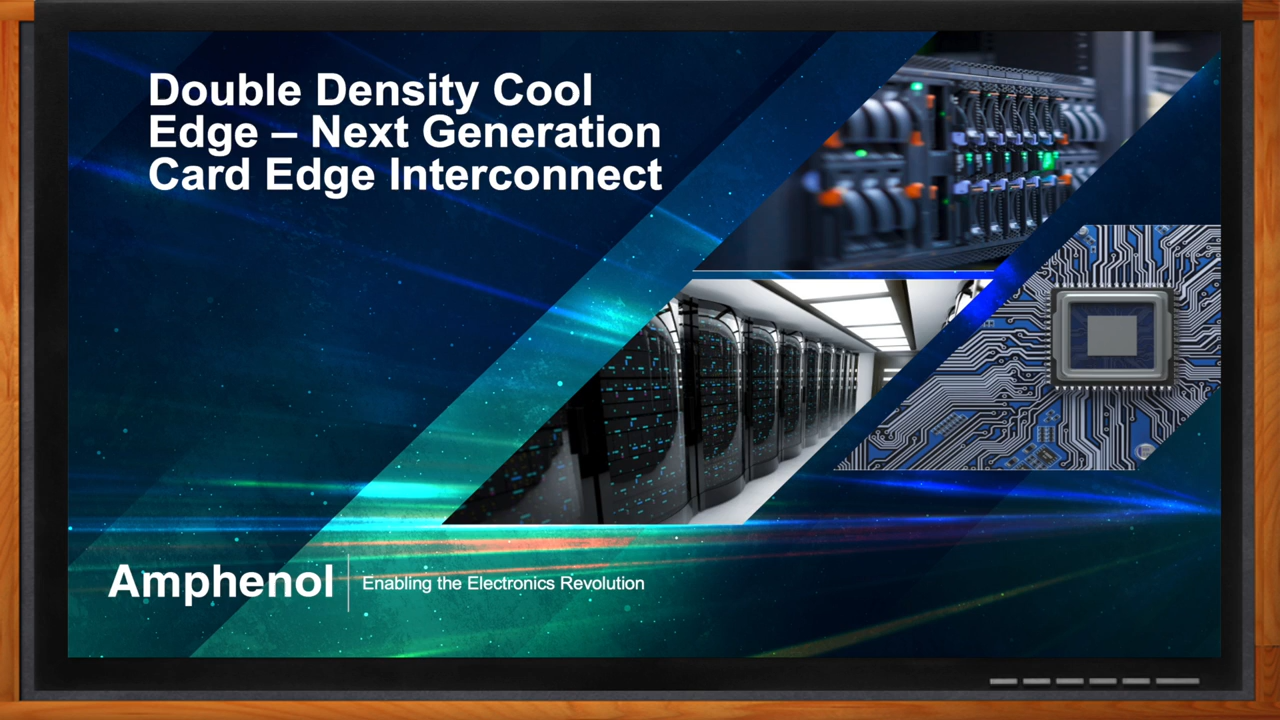 Double Density Cool
Edge – Next Generation
Card Edge Interconnect
Amphenol
Enabling the Electronics Revolution